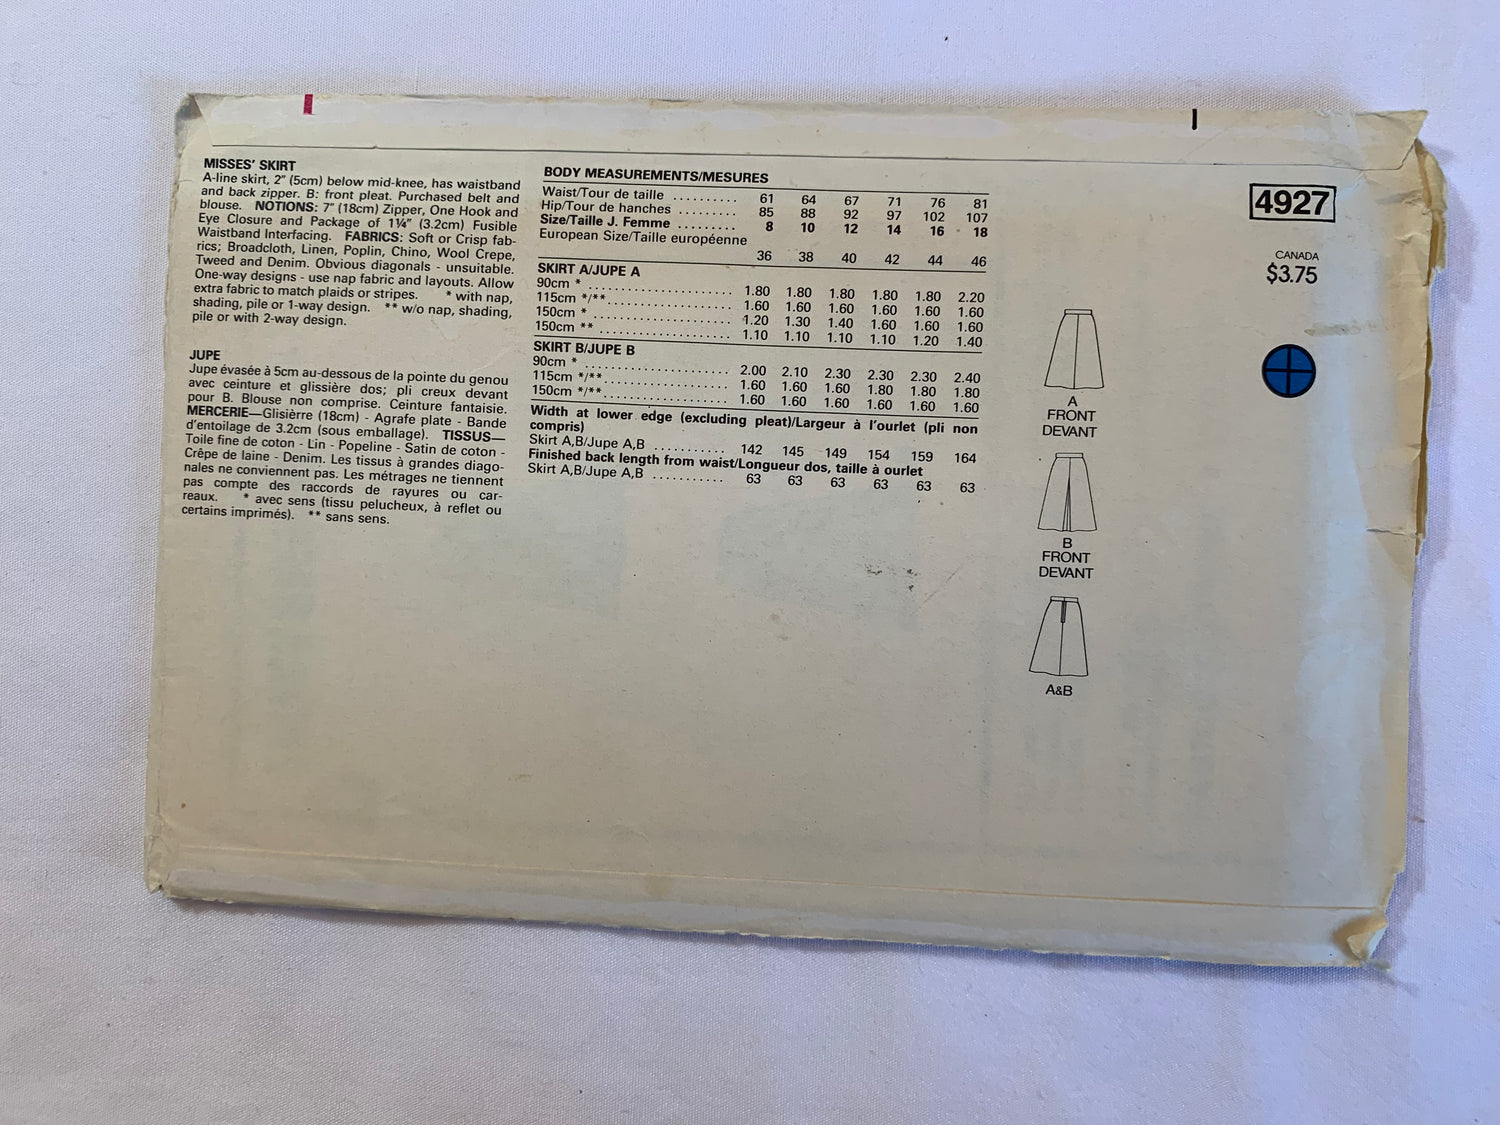 MISSES' SKIRT
A-line skirt, 2" (5cm) below mid-knee, has waistband
and back zipper. B: front pleat. Purchased belt and
blouse. NOTIONS: 7" (18cm) Zipper, One Hook and
Eye Closure and Package of 1¼" (3.2cm) Fusible
Waistband Interfacing. FABRICS: Soft or Crisp fab-
rics; Broadcloth, Linen, Poplin, Chino, Wool Crepe,
Tweed and Denim. Obvious diagonals - unsuitable.
One-way designs - use nap fabric and layouts. Allow
extra fabric to match plaids or stripes. * with nap,
shading, pile or 1-way design. ** w/o nap, shading,
pile or with 2-way design.
JUPE
Jupe évasée à 5cm au-dessous de la pointe du genou
avec ceinture et glissière dos; pli creux devant
pour B. Blouse non comprise. Ceinture fantaisie.
MERCERIE—Glisièrre (18cm) - Agrafe plate - Bande
d'entoilage de 3.2cm (sous emballage). TISSUS—
Toile fine de coton - Lin - Popeline - Satin de coton -
Crêpe de laine - Denim. Les tissus à grandes diago-
nales ne conviennent pas. Les métrages ne tiennent
pas compte des raccords de rayures ou car-
reaux. * avec sens (tissu pelucheux, à reflet ou
certains imprimés). ** sans sens.
BODY MEASUREMENTS/MESURES
Waist/Tour de taille .......... 61 64 67 71 76 81
Hip/Tour de hanches ......... 85 88 92 97 102 107
Size/Taille J. Femme ......... 8 10 12 14 16 18
European Size/Taille européenne
36 38 40 42 44 46
SKIRT A/JUPE A
90cm * ...................... 1.80 1.80 1.80 1.80 1.80 2.20
115cm */** ................... 1.60 1.60 1.60 1.60 1.60 1.60
150cm * ...................... 1.20 1.30 1.40 1.60 1.60 1.60
150cm ** .................... 1.10 1.10 1.10 1.10 1.20 1.40
SKIRT B/JUPE B
90cm * ...................... 2.00 2.10 2.30 2.30 2.30 2.40
115cm */** ................... 1.60 1.60 1.60 1.80 1.80 1.80
150cm */** ................... 1.60 1.60 1.60 1.60 1.60 1.60
Width at lower edge (excluding pleat)/Largeur à l'ourlet (pli non
compris)
Skirt A,B/Jupe A,B ........... 142 145 149 154 159 164
Finished back length from waist/Longueur dos, taille à ourlet
Skirt A,B/Jupe A,B ........... 63 63 63 63 63 63
4927
CANADA
$3.75
A
FRONT
DEVANT
B
FRONT
DEVANT
A&B